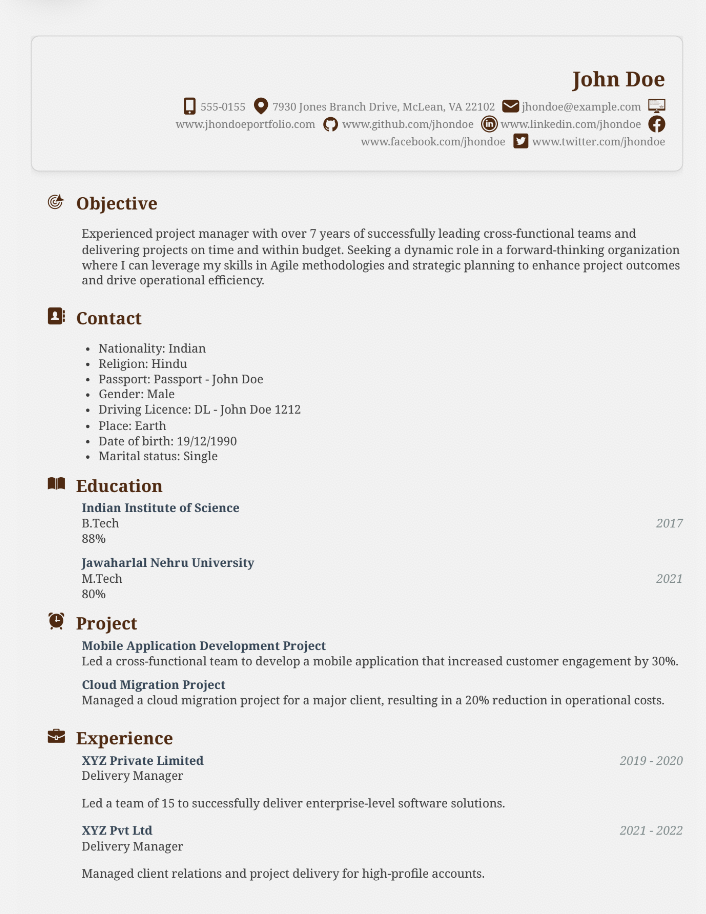 John Doe
555-0155 7930 Jones Branch Drive, McLean, VA 22102 jhondoe@example.com
www.jhondoeportfolio.com www.github.com/jhondoe www.linkedin.com/jhondoe
www.facebook.com/jhondoe www.twitter.com/jhondoe
Objective
Experienced project manager with over 7 years of successfully leading cross-functional teams and
delivering projects on time and within budget. Seeking a dynamic role in a forward-thinking organization
where I can leverage my skills in Agile methodologies and strategic planning to enhance project outcomes
and drive operational efficiency.
Contact
• Nationality: Indian
• Religion: Hindu
• Passport: Passport - John Doe
• Gender: Male
• Driving Licence: DL - John Doe 1212
• Place: Earth
• Date of birth: 19/12/1990
• Marital status: Single
Education
Indian Institute of Science
B.Tech 2017
88%
Jawaharlal Nehru University
M.Tech 2021
80%
Project
Mobile Application Development Project
Led a cross-functional team to develop a mobile application that increased customer engagement by 30%.
Cloud Migration Project
Managed a cloud migration project for a major client, resulting in a 20% reduction in operational costs.
Experience
XYZ Private Limited 2019 - 2020
Delivery Manager
Led a team of 15 to successfully deliver enterprise-level software solutions.
XYZ Pvt Ltd 2021 - 2022
Delivery Manager
Managed client relations and project delivery for high-profile accounts.